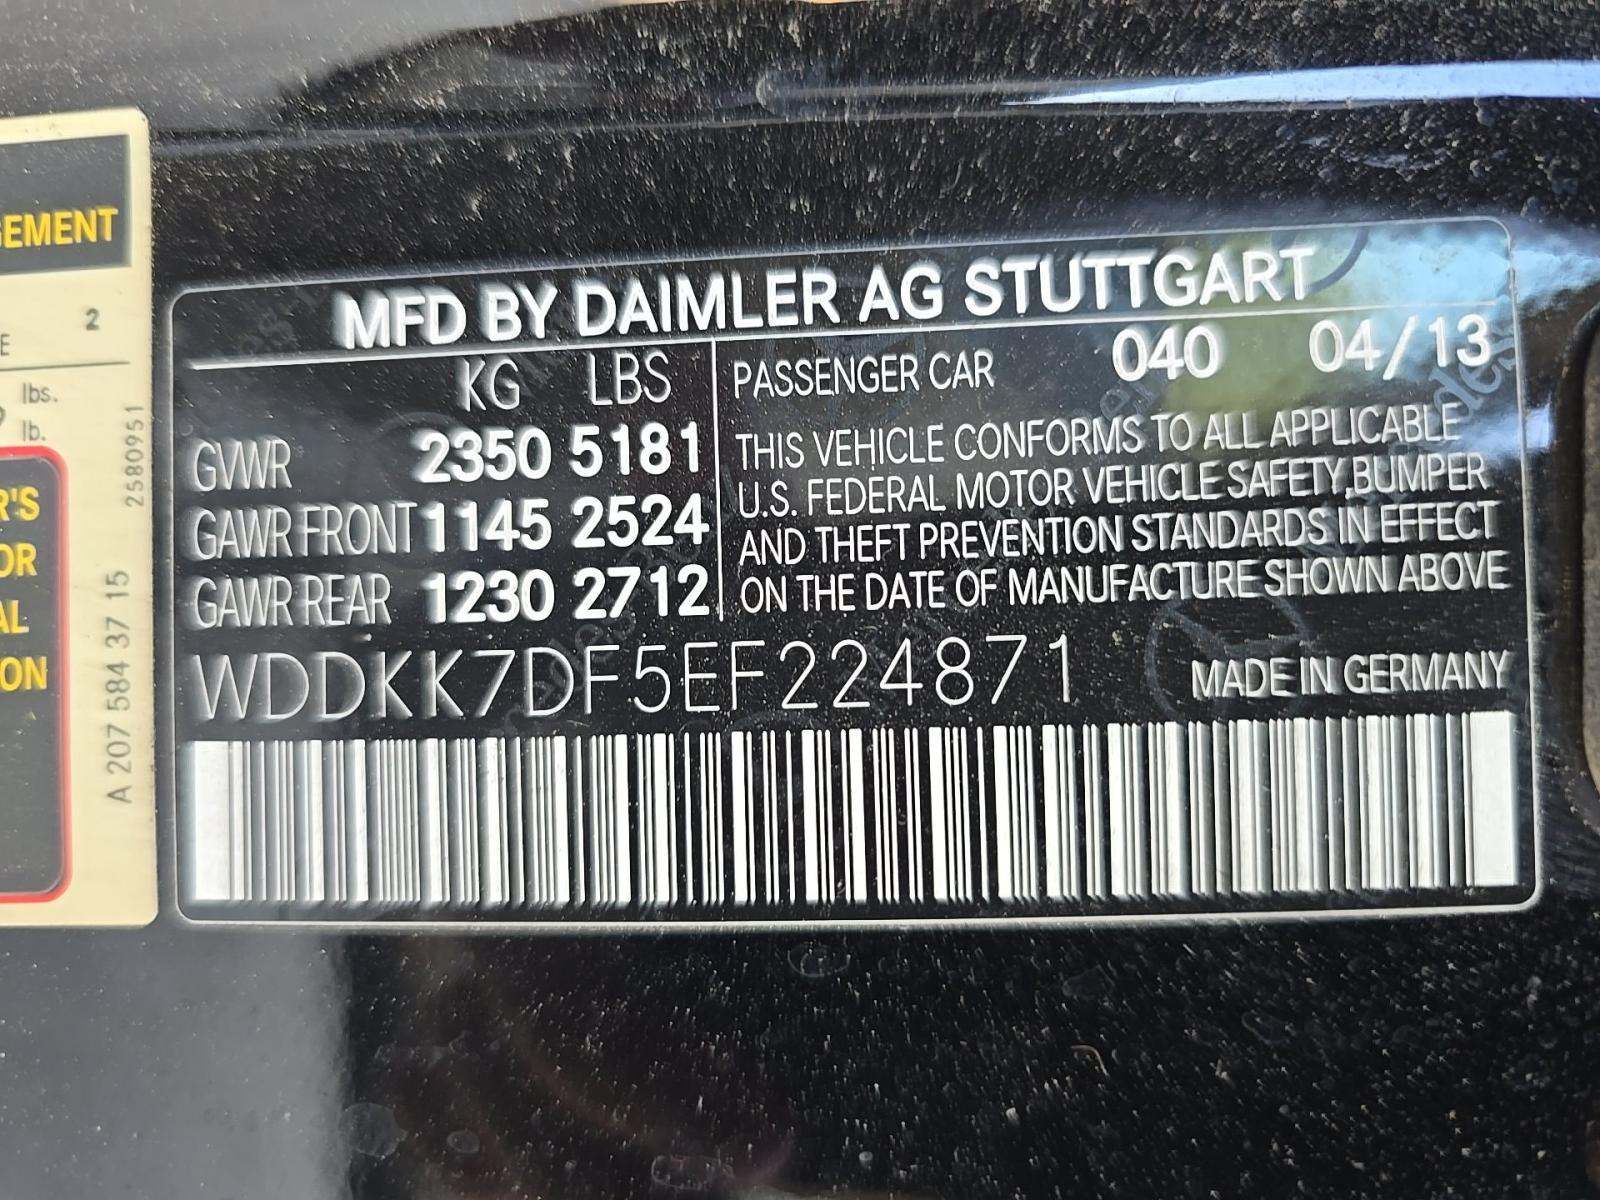 GEMENT
2
E
lbs.
lb.
2580951
R'S
OR
AL
ON
A 207 584 37 15
MFD BY DAIMLER AG STUTTGART
KG LBS
GVWR 2350 5181
GAWR FRONT 1145 2524
GAWR REAR 1230 2712
PASSENGER CAR 040 04/13
THIS VEHICLE CONFORMS TO ALL APPLICABLE
U.S. FEDERAL MOTOR VEHICLE SAFETY, BUMPER
AND THEFT PREVENTION STANDARDS IN EFFECT
ON THE DATE OF MANUFACTURE SHOWN ABOVE
WDDKK7DF5EF224871 MADE IN GERMANY